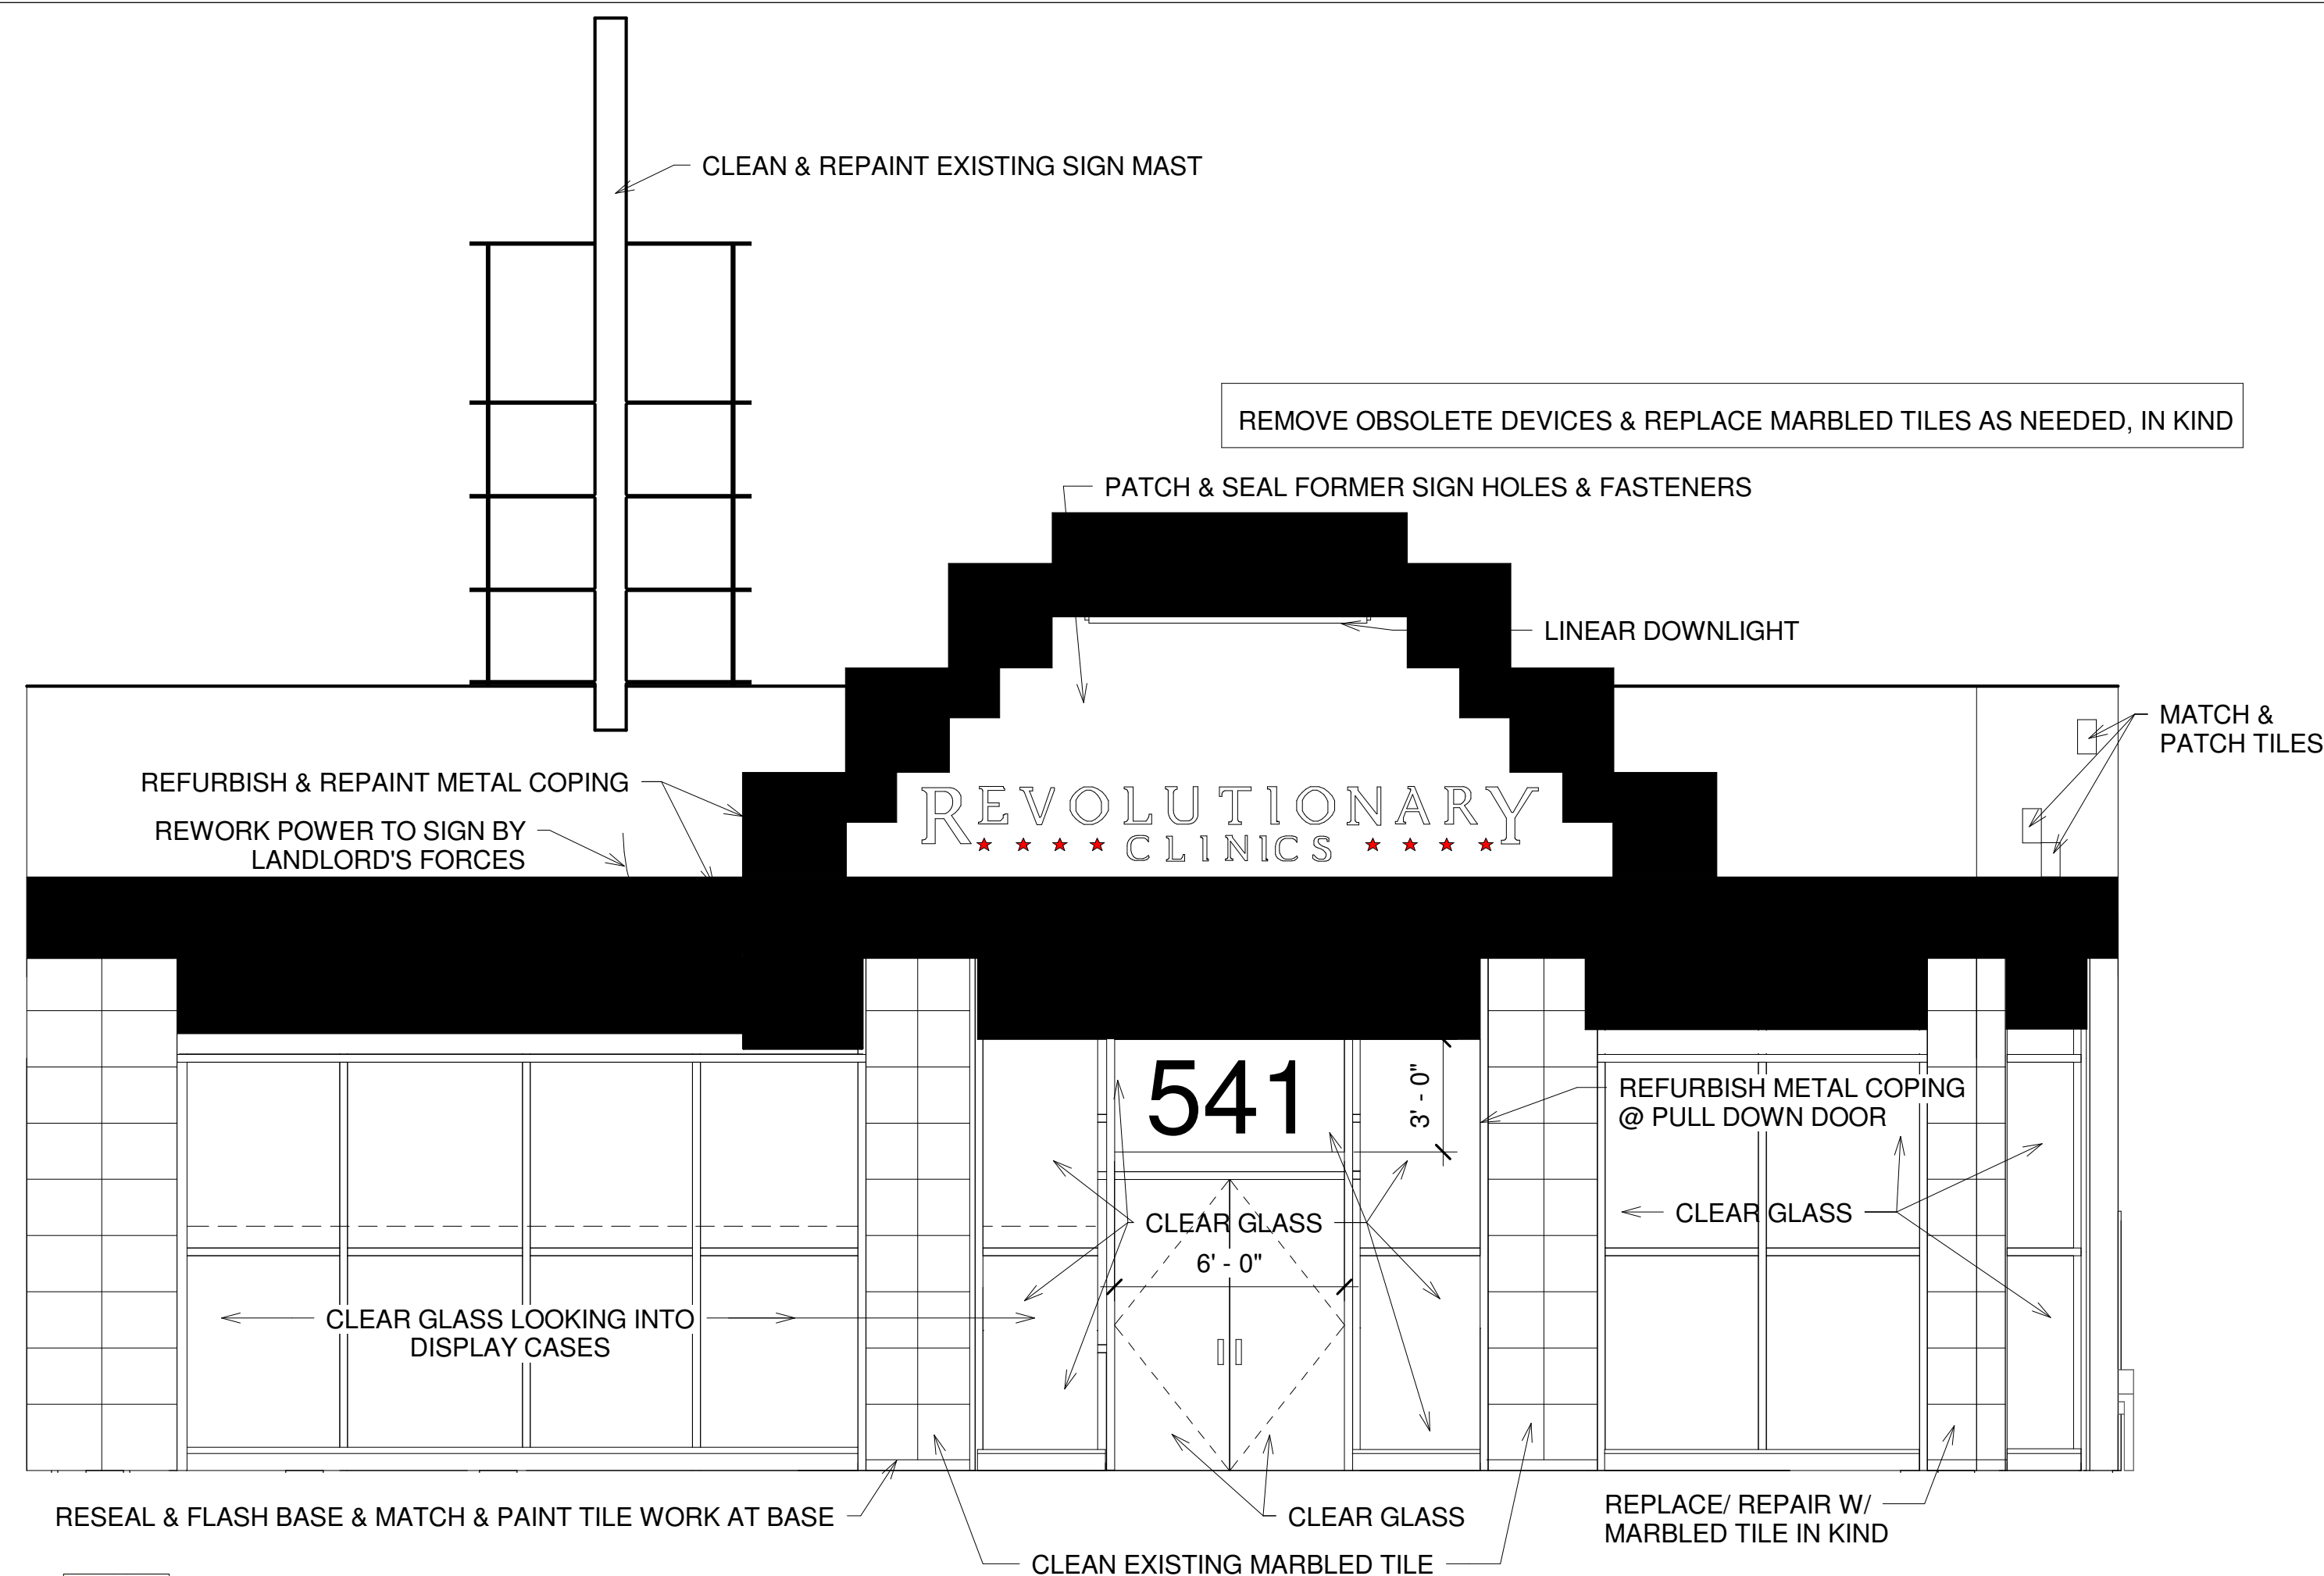 CLEAN & REPAINT EXISTING SIGN MAST
REMOVE OBSOLETE DEVICES & REPLACE MARBLED TILES AS NEEDED, IN KIND
PATCH & SEAL FORMER SIGN HOLES & FASTENERS
LINEAR DOWNLIGHT
MATCH &
PATCH TILES
REFURBISH & REPAINT METAL COPING
REWORK POWER TO SIGN BY
LANDLORD'S FORCES
REVOLUTIONARY
CLINICS
541
3' - 0"
REFURBISH METAL COPING
@ PULL DOWN DOOR
CLEAR GLASS
CLEAR GLASS
6' - 0"
CLEAR GLASS LOOKING INTO
DISPLAY CASES
RESEAL & FLASH BASE & MATCH & PAINT TILE WORK AT BASE
CLEAR GLASS
REPLACE/ REPAIR W/
MARBLED TILE IN KIND
CLEAN EXISTING MARBLED TILE